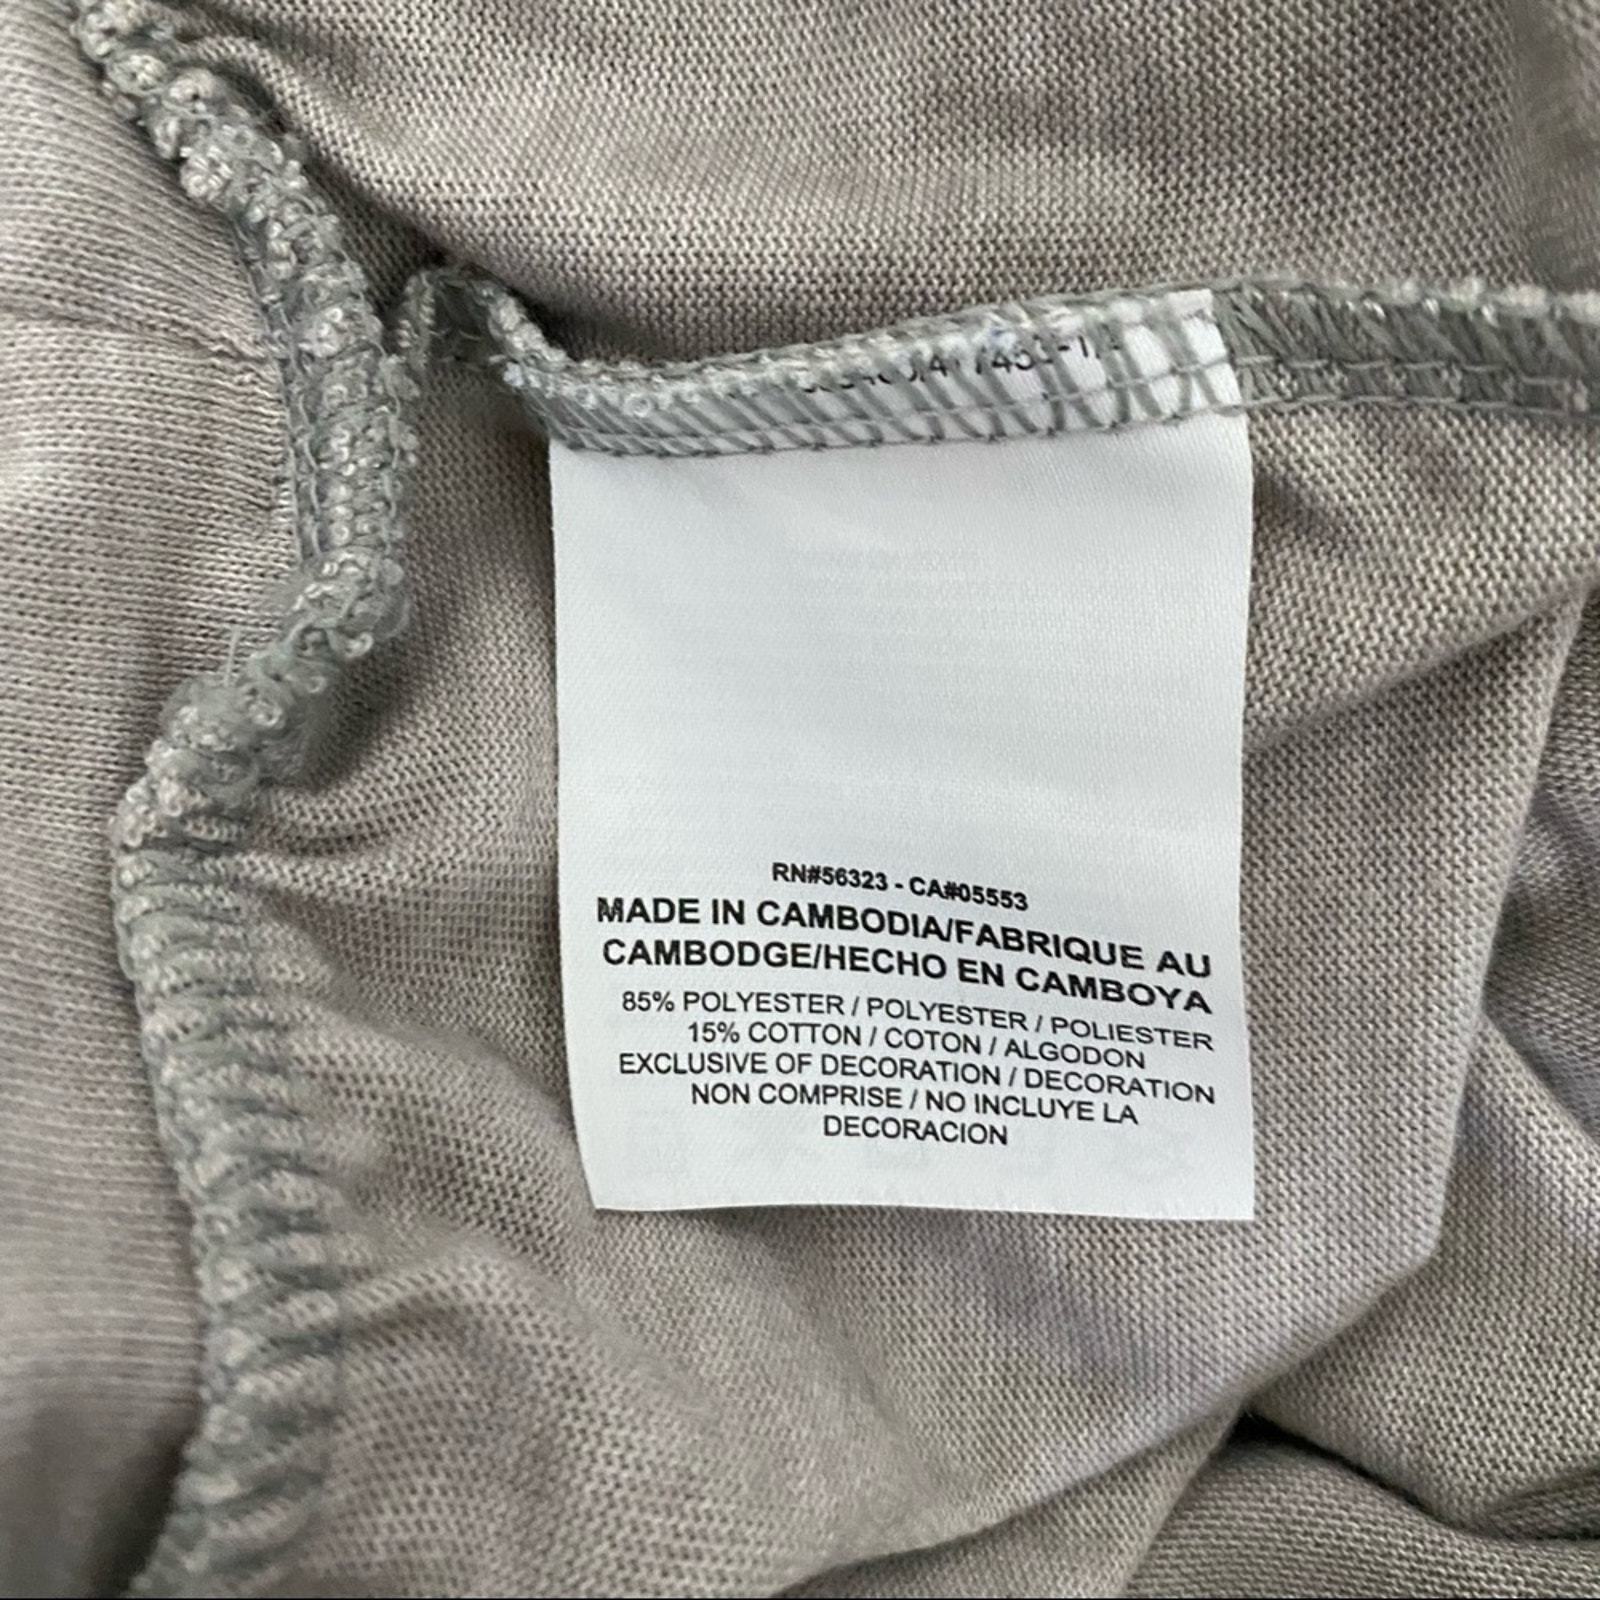 RN#56323 - CA#05553
MADE IN CAMBODIA/FABRIQUE AU
CAMBODGE/HECHO EN CAMBOYA
85% POLYESTER / POLYESTER / POLIESTER
15% COTTON / COTON / ALGODON
EXCLUSIVE OF DECORATION / DECORATION
NON COMPRISE / NO INCLUYE LA
DECORACION